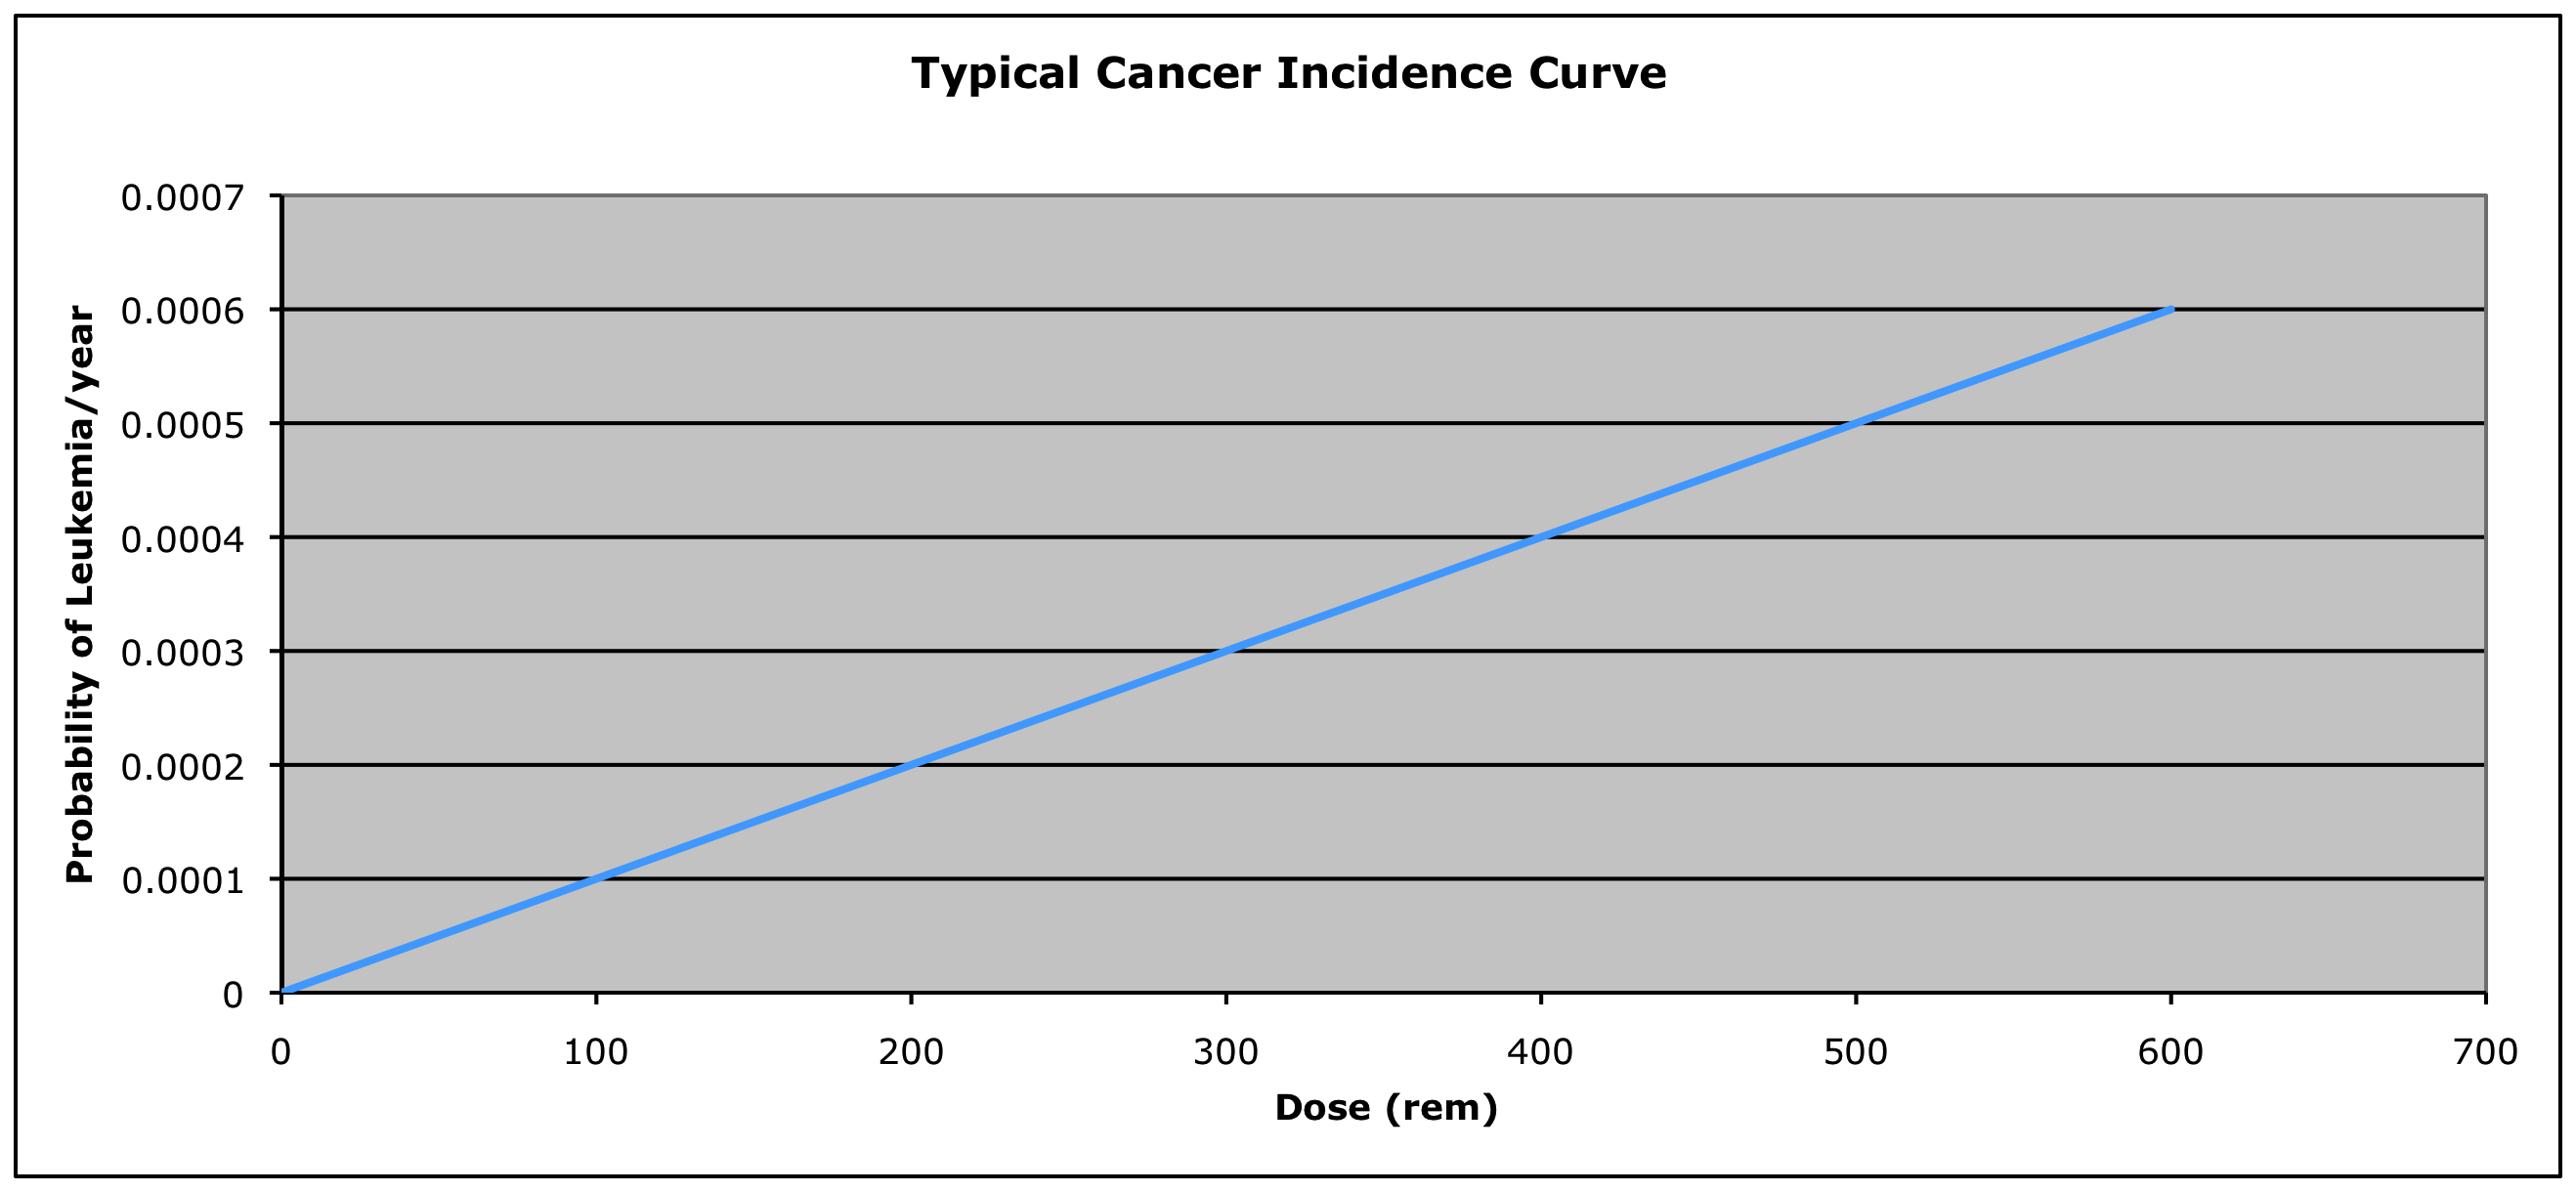 Typical Cancer Incidence Curve
Probability of Leukemia/year
0.0007
0.0006
0.0005
0.0004
0.0003
0.0002
0.0001
0
0 100 200 300 400 500 600 700
Dose (rem)